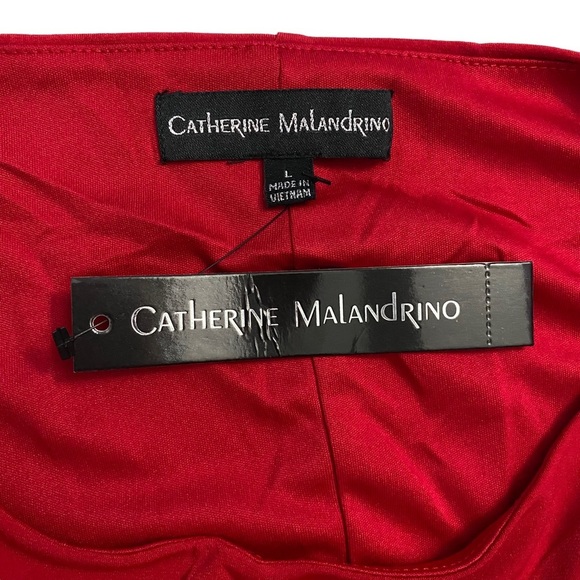 CATHERINE MALANDRINO
L
MADE IN
VIETNAM
CATHERINE MALANDRINO